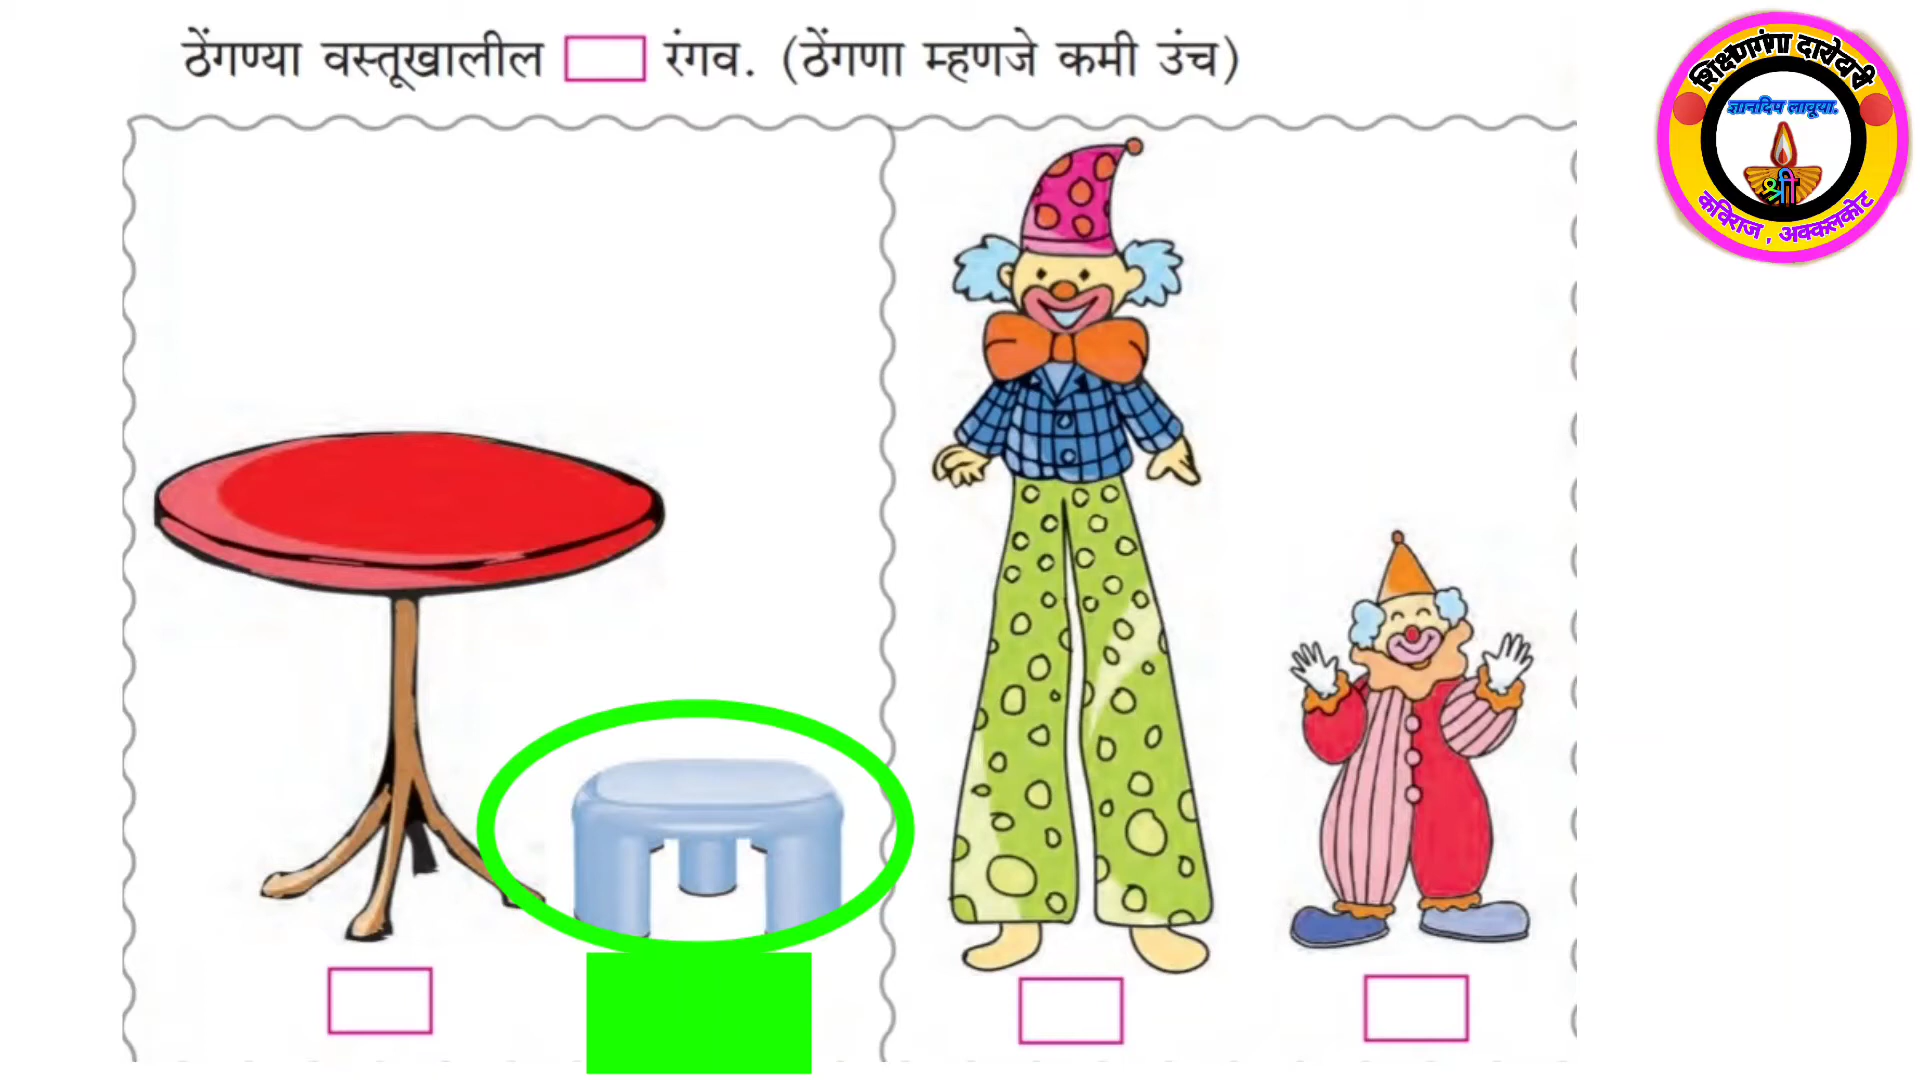 ठेंगण्या वस्तूखालील रंगव. (ठेंगणा म्हणजे कमी उंच)
शिक्षणगंगा दारोदारी
ज्ञानदिप लावूया.
श्री
कविराज , अक्कलकोट